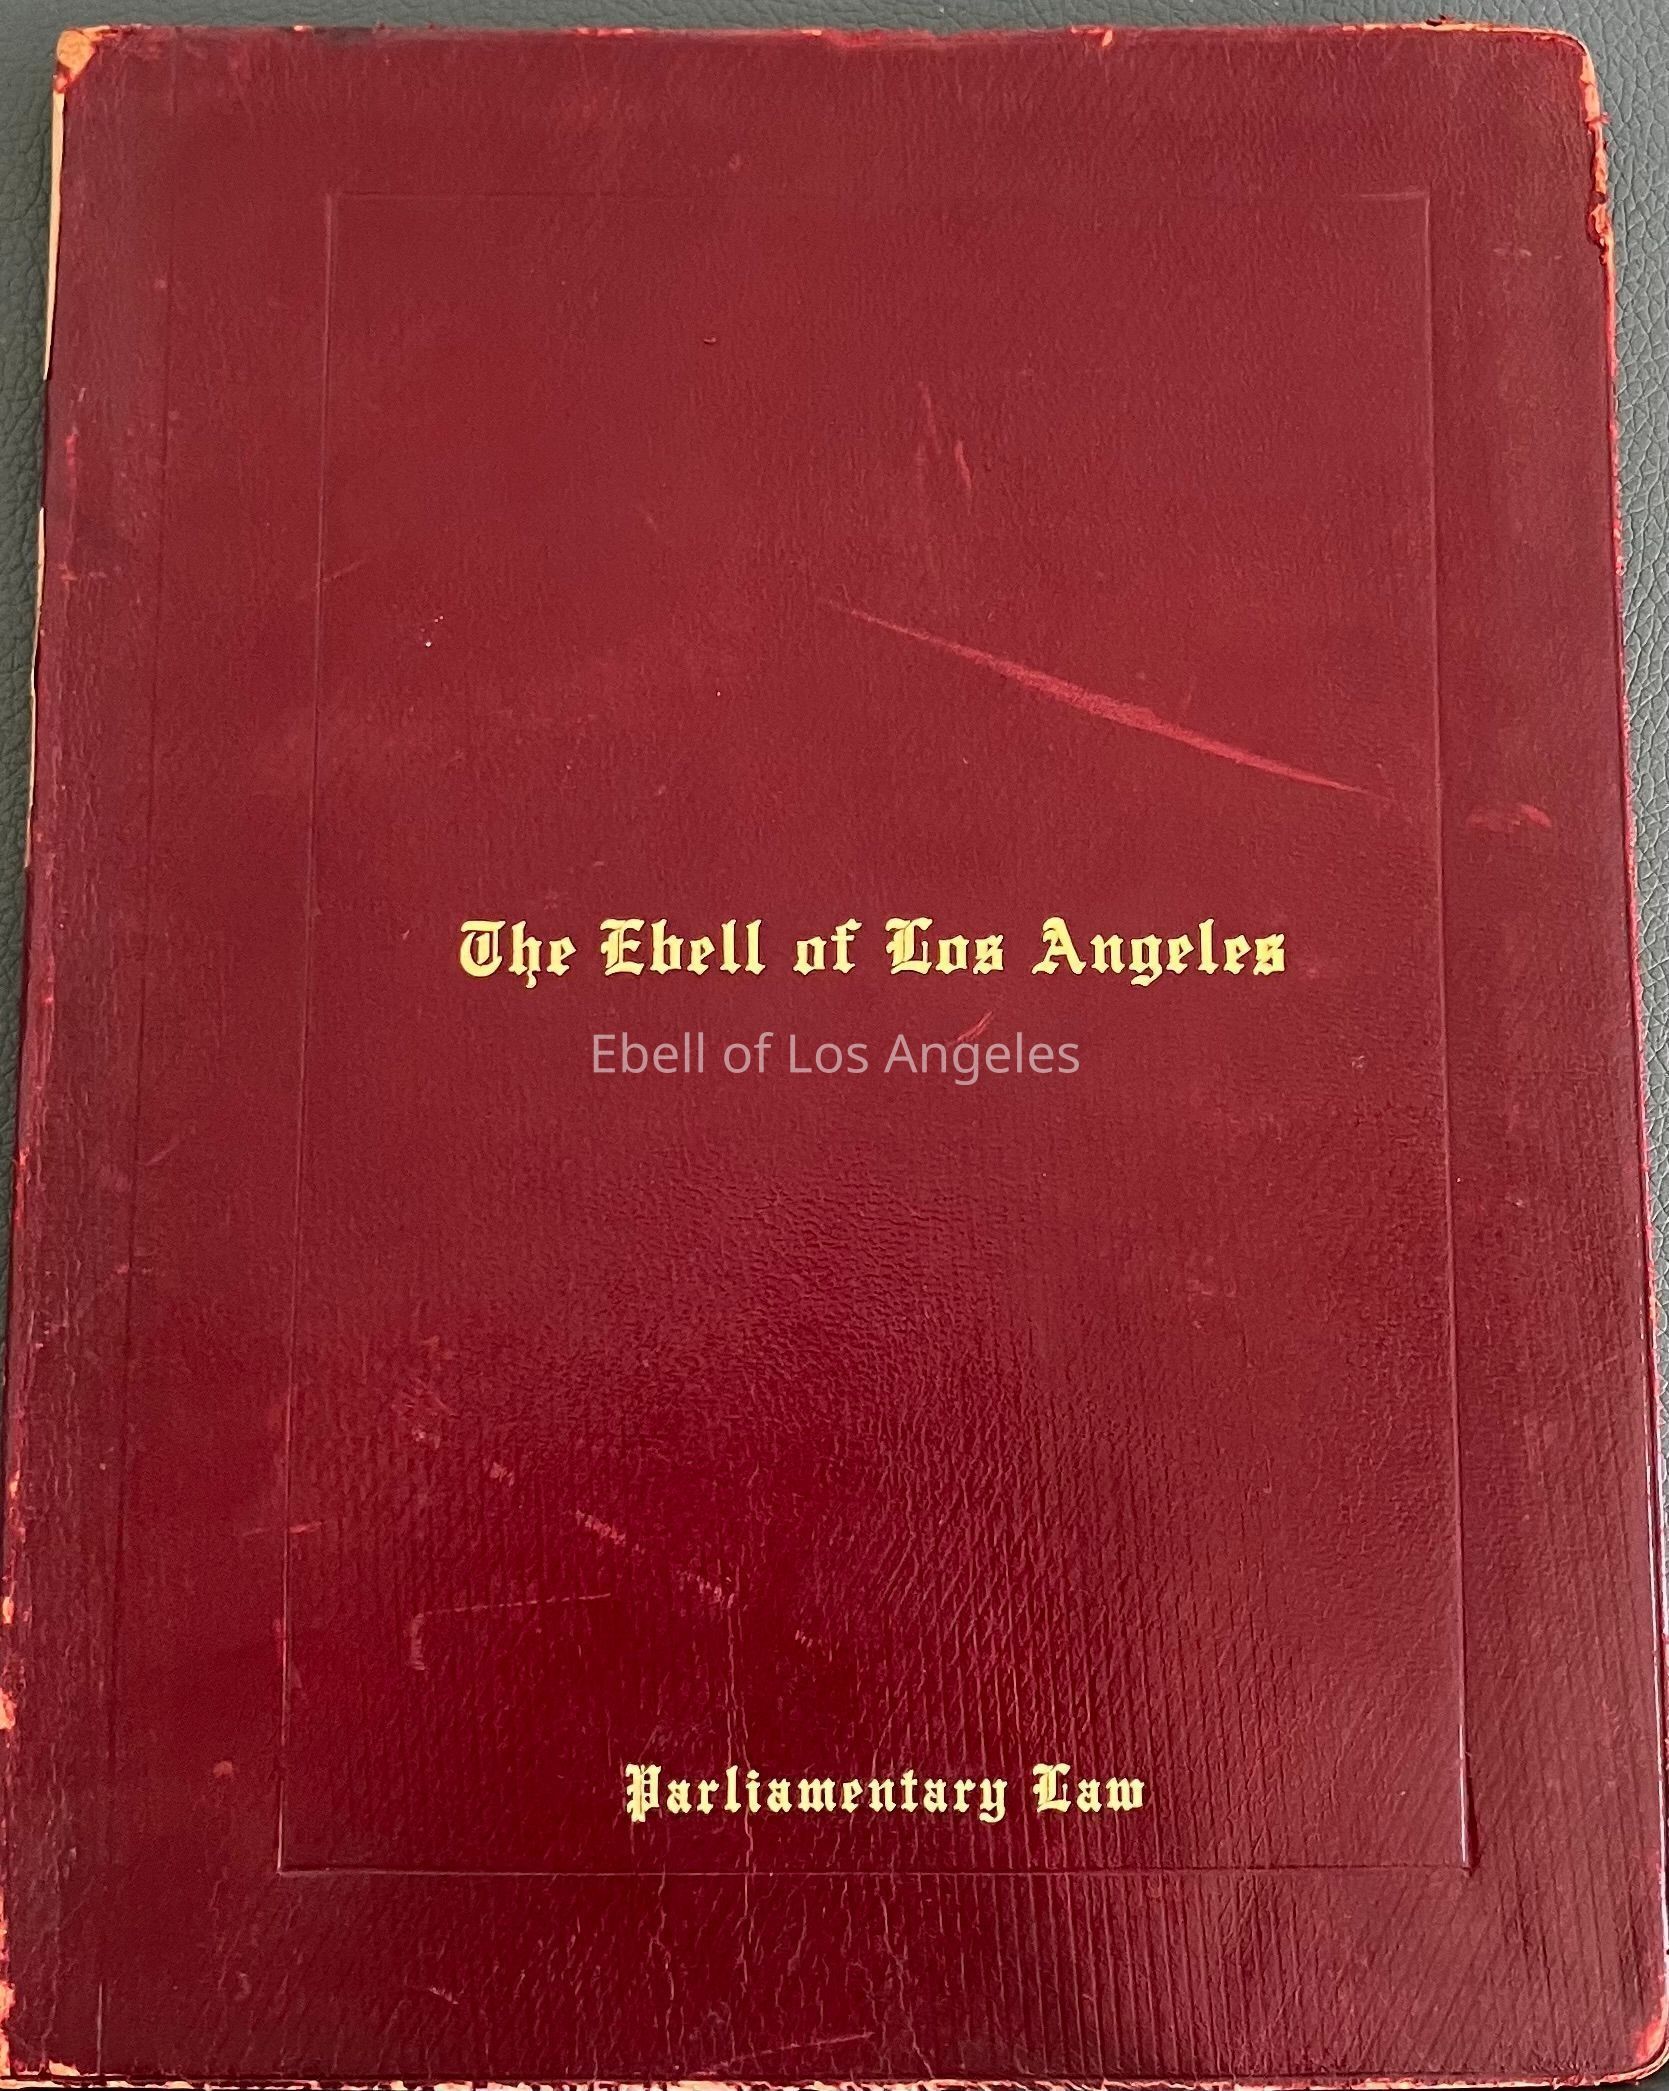 The Ebell of Los Angeles
Ebell of Los Angeles
Parliamentary Law